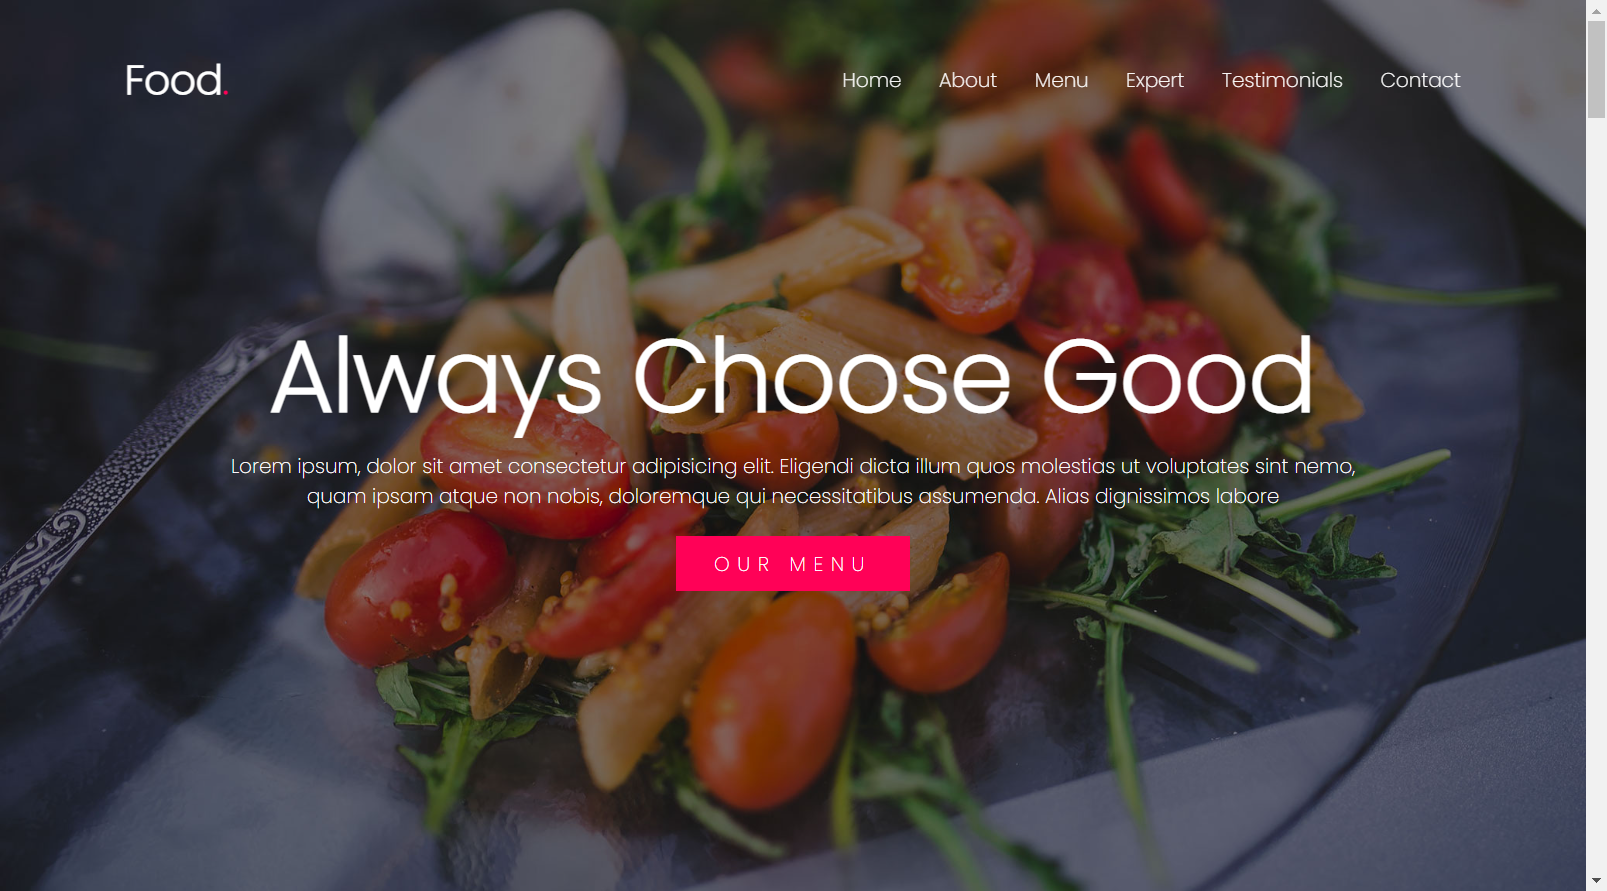 Food.
Home About Menu Expert Testimonials Contact
Always Choose Good
Lorem ipsum, dolor sit amet consectetur adipisicing elit. Eligendi dicta illum quos molestias ut voluptates sint nemo,
quam ipsam atque non nobis, doloremque qui necessitatibus assumenda. Alias dignissimos labore
OUR MENU